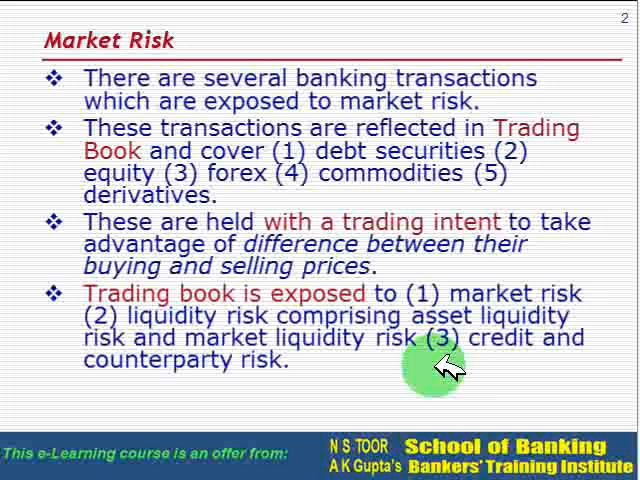 2
Market Risk
❖ There are several banking transactions
which are exposed to market risk.
❖ These transactions are reflected in Trading
Book and cover (1) debt securities (2)
equity (3) forex (4) commodities (5)
derivatives.
❖ These are held with a trading intent to take
advantage of difference between their
buying and selling prices.
❖ Trading book is exposed to (1) market risk
(2) liquidity risk comprising asset liquidity
risk and market liquidity risk (3) credit and
counterparty risk.
This e-Learning course is an offer from:
N S TOOR School of Banking
A K Gupta's Bankers' Training Institute